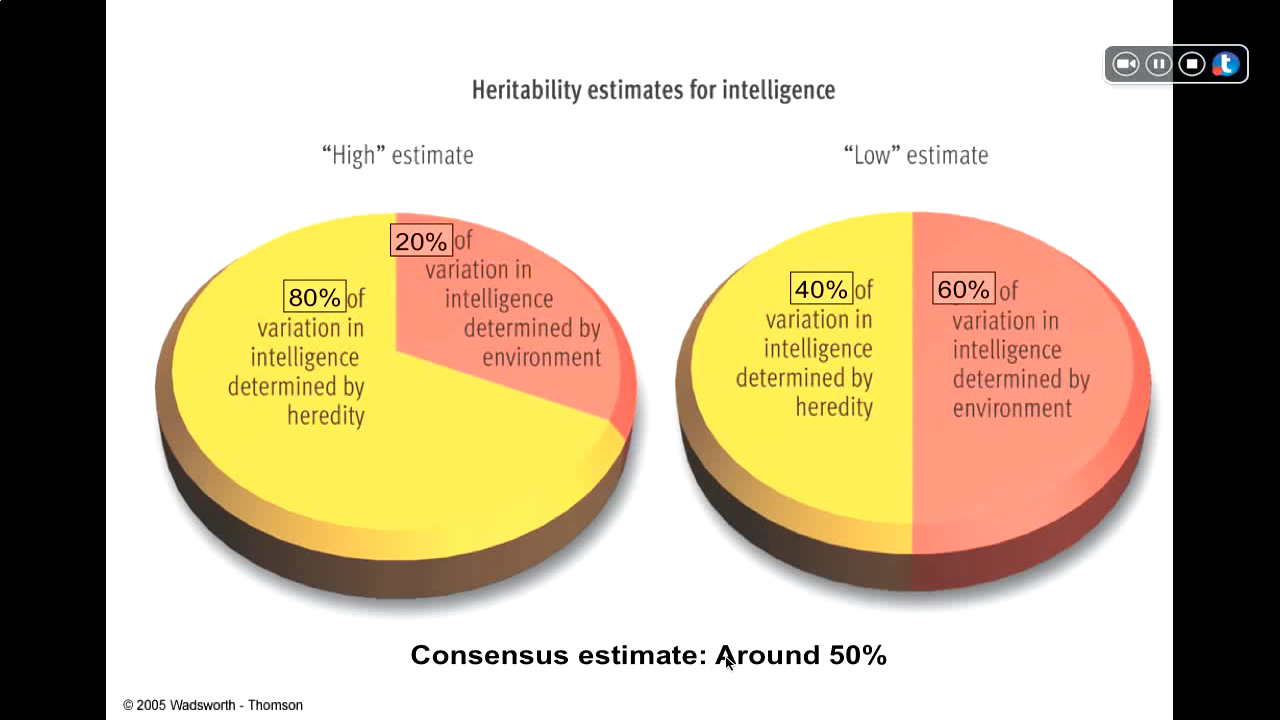 Heritability estimates for intelligence
“High” estimate
80% of
variation in
intelligence
determined by
heredity
20% of
variation in
intelligence
determined by
environment
“Low” estimate
40% of
variation in
intelligence
determined by
heredity
60% of
variation in
intelligence
determined by
environment
Consensus estimate: Around 50%
© 2005 Wadsworth - Thomson
t